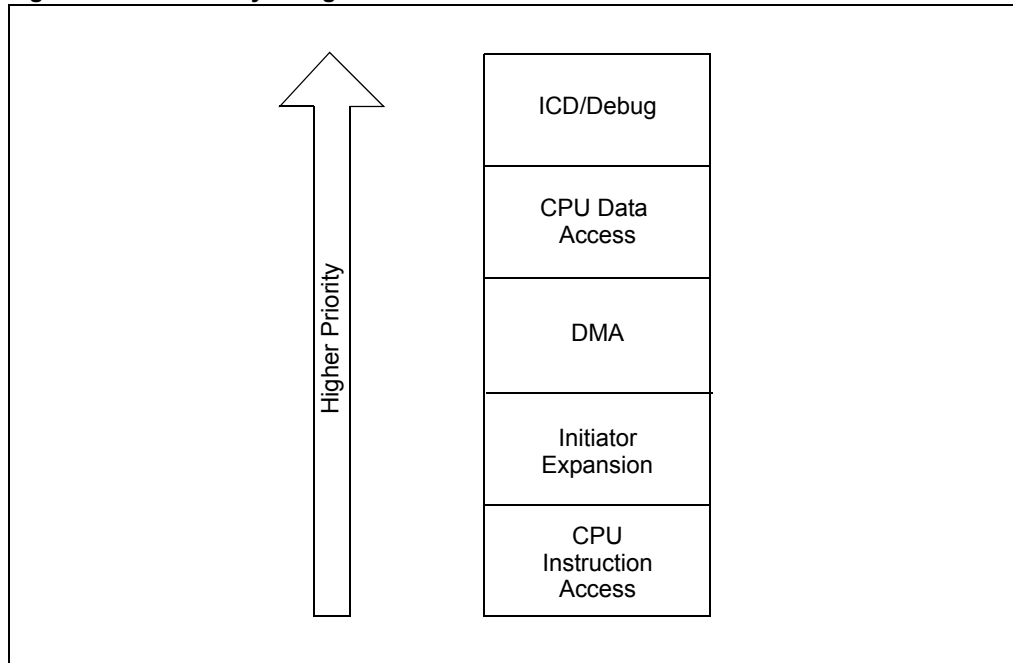 Higher Priority
ICD/Debug
CPU Data
Access
DMA
Initiator
Expansion
CPU
Instruction
Access